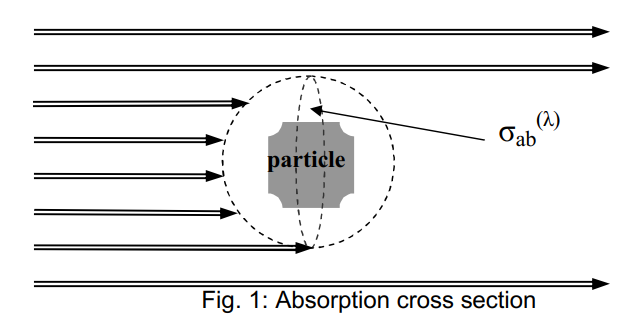 σab(λ)
particle
Fig. 1: Absorption cross section